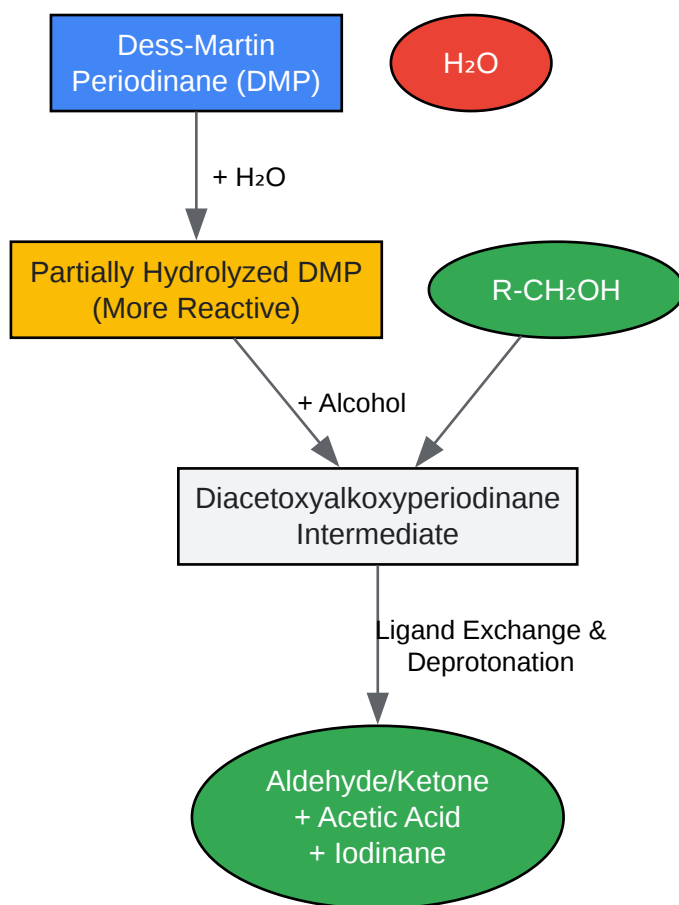 Dess-Martin
Periodinane (DMP)
H₂O
+ H₂O
Partially Hydrolyzed DMP
(More Reactive)
R-CH₂OH
+ Alcohol
Diacetoxyalkoxyperiodinane
Intermediate
Ligand Exchange &
Deprotonation
Aldehyde/Ketone
+ Acetic Acid
+ Iodinane